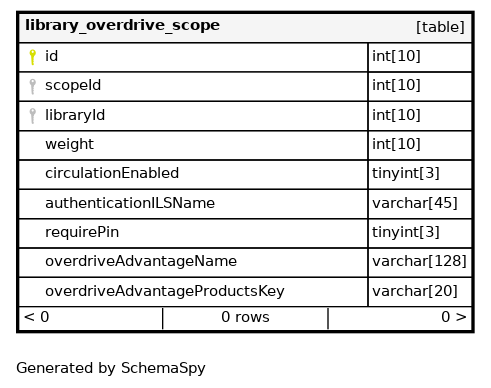 library_overdrive_scope [table]
id int[10]
scopeId int[10]
libraryId int[10]
weight int[10]
circulationEnabled tinyint[3]
authenticationILSName varchar[45]
requirePin tinyint[3]
overdriveAdvantageName varchar[128]
overdriveAdvantageProductsKey varchar[20]
< 0 0 rows 0 >
Generated by SchemaSpy